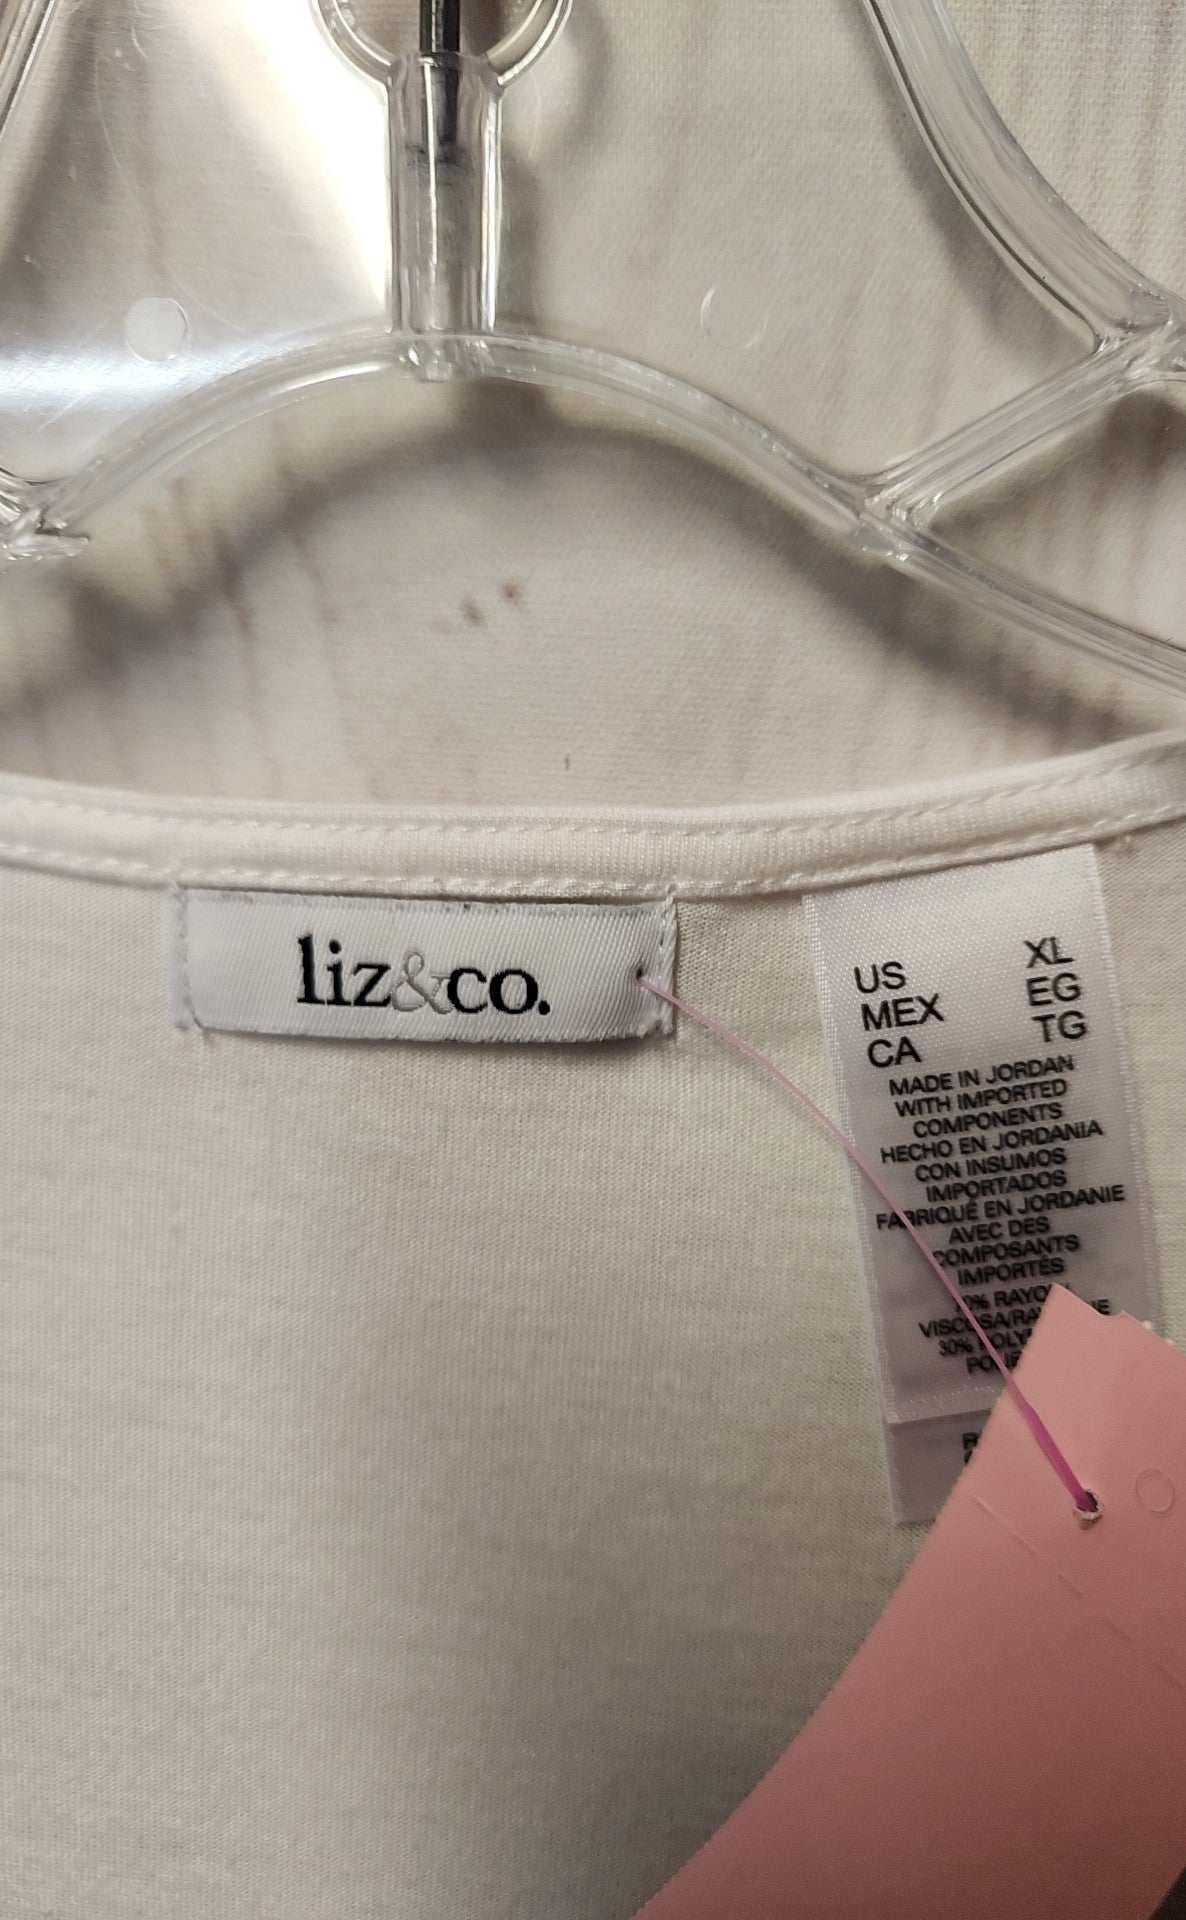 liz&co.
US XL
MEX EG
CA TG
MADE IN JORDAN
WITH IMPORTED
COMPONENTS
HECHO EN JORDANIA
CON INSUMOS
IMPORTADOS
FABRIQUÉ EN JORDANIE
AVEC DES
COMPOSANTS
IMPORTÉS
30%